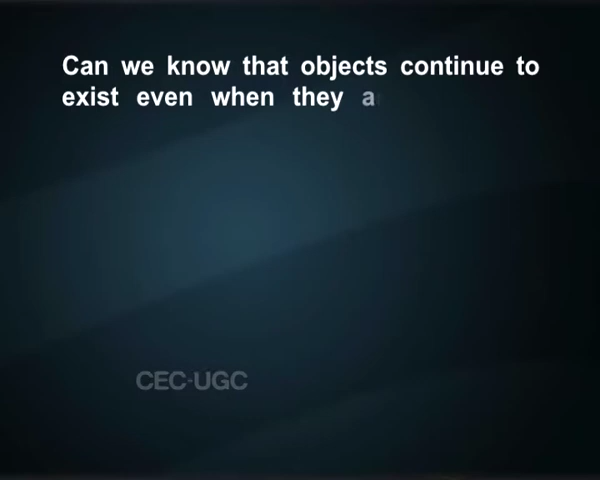 Can we know that objects continue to
exist even when they a
CEC-UGC